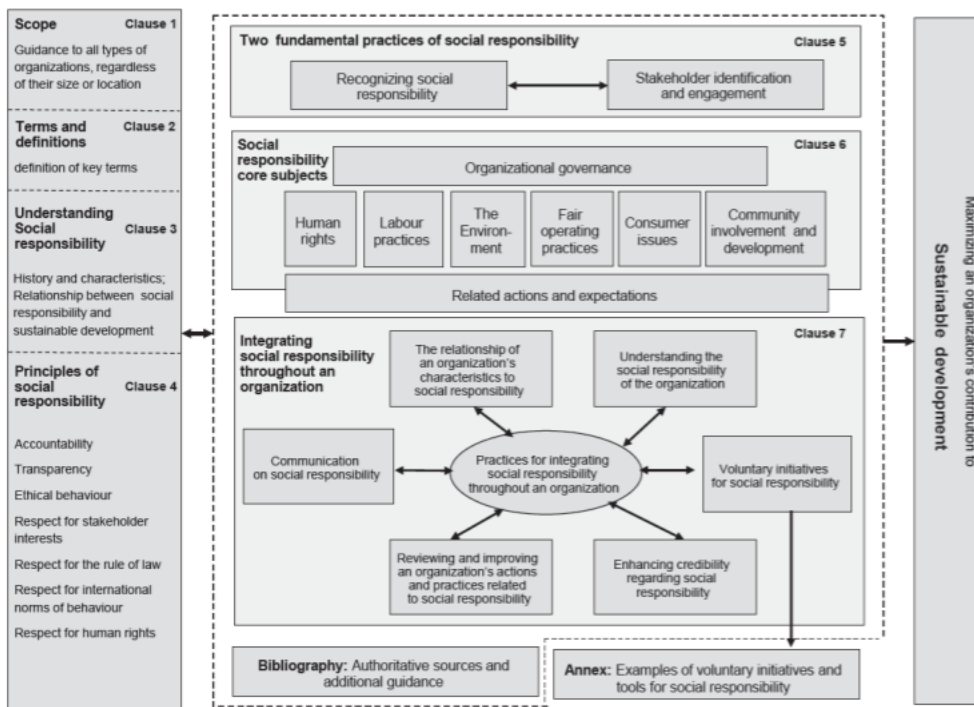 Scope Clause 1
Guidance to all types of
organizations, regardless
of their size or location
Terms and
definitions Clause 2
definition of key terms
Understanding
Social
responsibility Clause 3
History and characteristics;
Relationship between social
responsibility and
sustainable development
Principles of
social Clause 4
responsibility
Accountability
Transparency
Ethical behaviour
Respect for stakeholder
interests
Respect for the rule of law
Respect for international
norms of behaviour
Respect for human rights
Two fundamental practices of social responsibility Clause 5
Recognizing social
responsibility
Stakeholder identification
and engagement
Social
responsibility
core subjects
Clause 6
Organizational governance
Human
rights
Labour
practices
The
Environ-
ment
Fair
operating
practices
Consumer
issues
Community
involvement and
development
Related actions and expectations
Integrating
social responsibility
throughout an
organization
Clause 7
The relationship of
an organization's
characteristics to
social responsibility
Understanding the
social responsibility
of the organization
Communication
on social responsibility
Practices for integrating
social responsibility
throughout an organization
Voluntary initiatives
for social responsibility
Reviewing and improving
an organization's actions
and practices related
to social responsibility
Enhancing credibility
regarding social
responsibility
Bibliography: Authoritative sources and
additional guidance
Annex: Examples of voluntary initiatives and
tools for social responsibility
Maximizing an organization's contribution to
Sustainable development